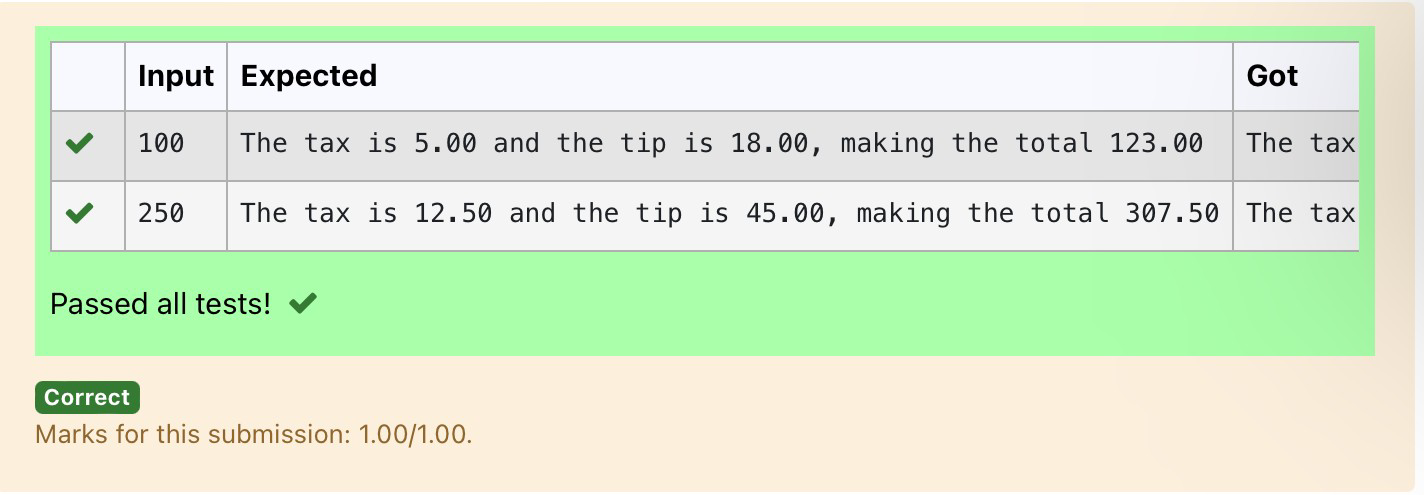 Input Expected Got
100 The tax is 5.00 and the tip is 18.00, making the total 123.00 The tax
250 The tax is 12.50 and the tip is 45.00, making the total 307.50 The tax
Passed all tests!
Correct
Marks for this submission: 1.00/1.00.